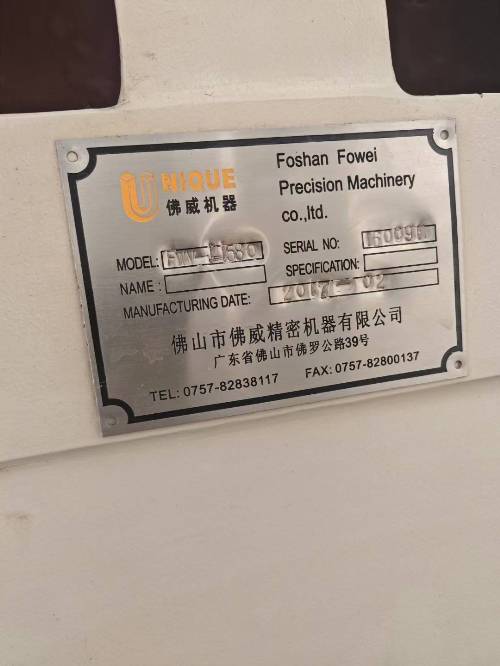 UNIQUE
佛威机器
Foshan Fowei
Precision Machinery
co.,ltd.
MODEL:
SERIAL NO:
NAME :
SPECIFICATION:
MANUFACTURING DATE: 2017-02
佛山市佛威精密机器有限公司
广东省佛山市佛罗公路39号
TEL: 0757-82838117 FAX: 0757-82800137